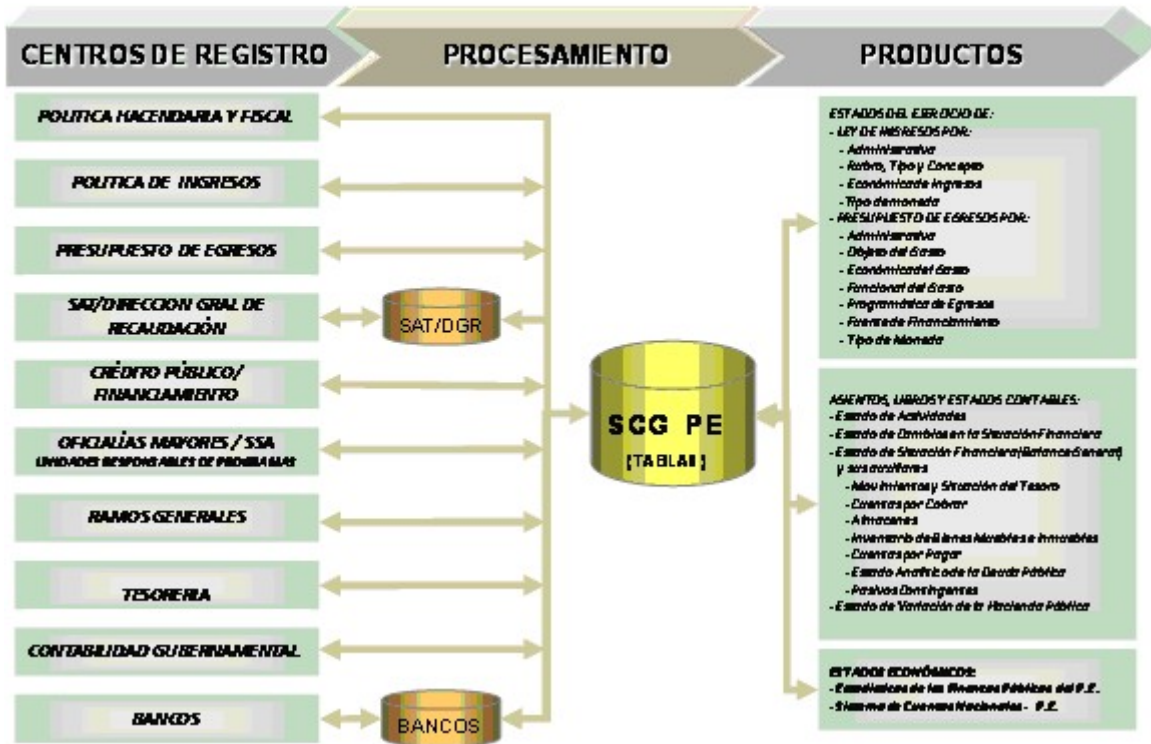 CENTROS DE REGISTRO
PROCESAMIENTO
PRODUCTOS
POLITICA HACENDARIA Y FISCAL
POLITICA DE INGRESOS
PRESUPUESTO DE EGRESOS
SAT/DIRECCION GRAL DE
RECAUDACIÓN
CRÉDITO PÚBLICO/
FINANCIAMIENTO
OFICIALÍAS MAYORES / SSA
UNIDADES RESPONSABLES DE PROGRAMAS
RAMOS GENERALES
TESORERIA
CONTABILIDAD GUBERNAMENTAL
BANCOS
SAT/DGR
BANCOS
SCG PE
(TABLAS)
ESTADOS DEL EJERCICIO DE:
- LEY DE INGRESOS POR:
- Administrativa
- Rubro, Tipo y Concepto
- Económica de Ingresos
- Tipo de moneda
- PRESUPUESTO DE EGRESOS POR:
- Administrativa
- Objeto del Gasto
- Económica del Gasto
- Funcional del Gasto
- Programática de Egresos
- Fuente de Financiamiento
- Tipo de Moneda
ASIENTOS, LIBROS Y ESTADOS CONTABLES:
- Estado de Actividades
- Estado de Cambios en la Situación Financiera
- Estado de Situación Financiera (Balance General)
y sus auxiliares
- Movimientos y Situación del Tesoro
- Cuentas por Cobrar
- Almacenes
- Inventario de Bienes Muebles e Inmuebles
- Cuentas por Pagar
- Estado Analítico de la Deuda Pública
- Pasivos Contingentes
- Estado de Variación de la Hacienda Pública
ESTADOS ECONÓMICOS:
- Estadísticas de las Finanzas Públicas del P.E.
- Sistema de Cuentas Nacionales - P.E.